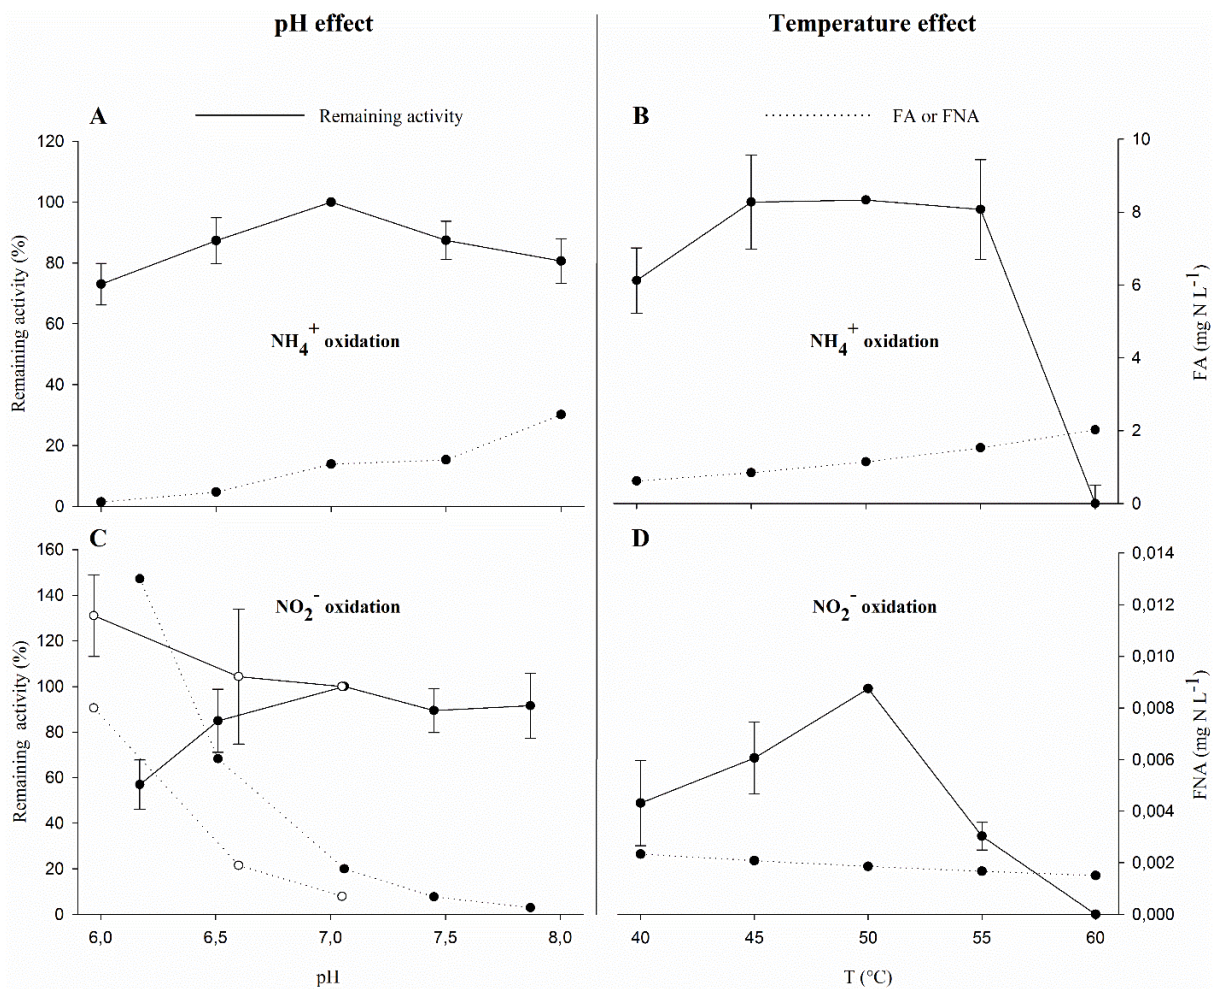 pH effect
Temperature effect
A
Remaining activity
B
FA or FNA
120
100
80
60
40
20
0
Remaining activity (%)
NH4+ oxidation
NH4+ oxidation
10
8
6
4
2
0
FA (mg N L-1)
C
160
140
120
100
80
60
40
20
0
Remaining activity (%)
NO2- oxidation
6,0 6,5 7,0 7,5 8,0
pH
D
NO2- oxidation
0,014
0,012
0,010
0,008
0,006
0,004
0,002
0,000
FNA (mg N L-1)
40 45 50 55 60
T (°C)